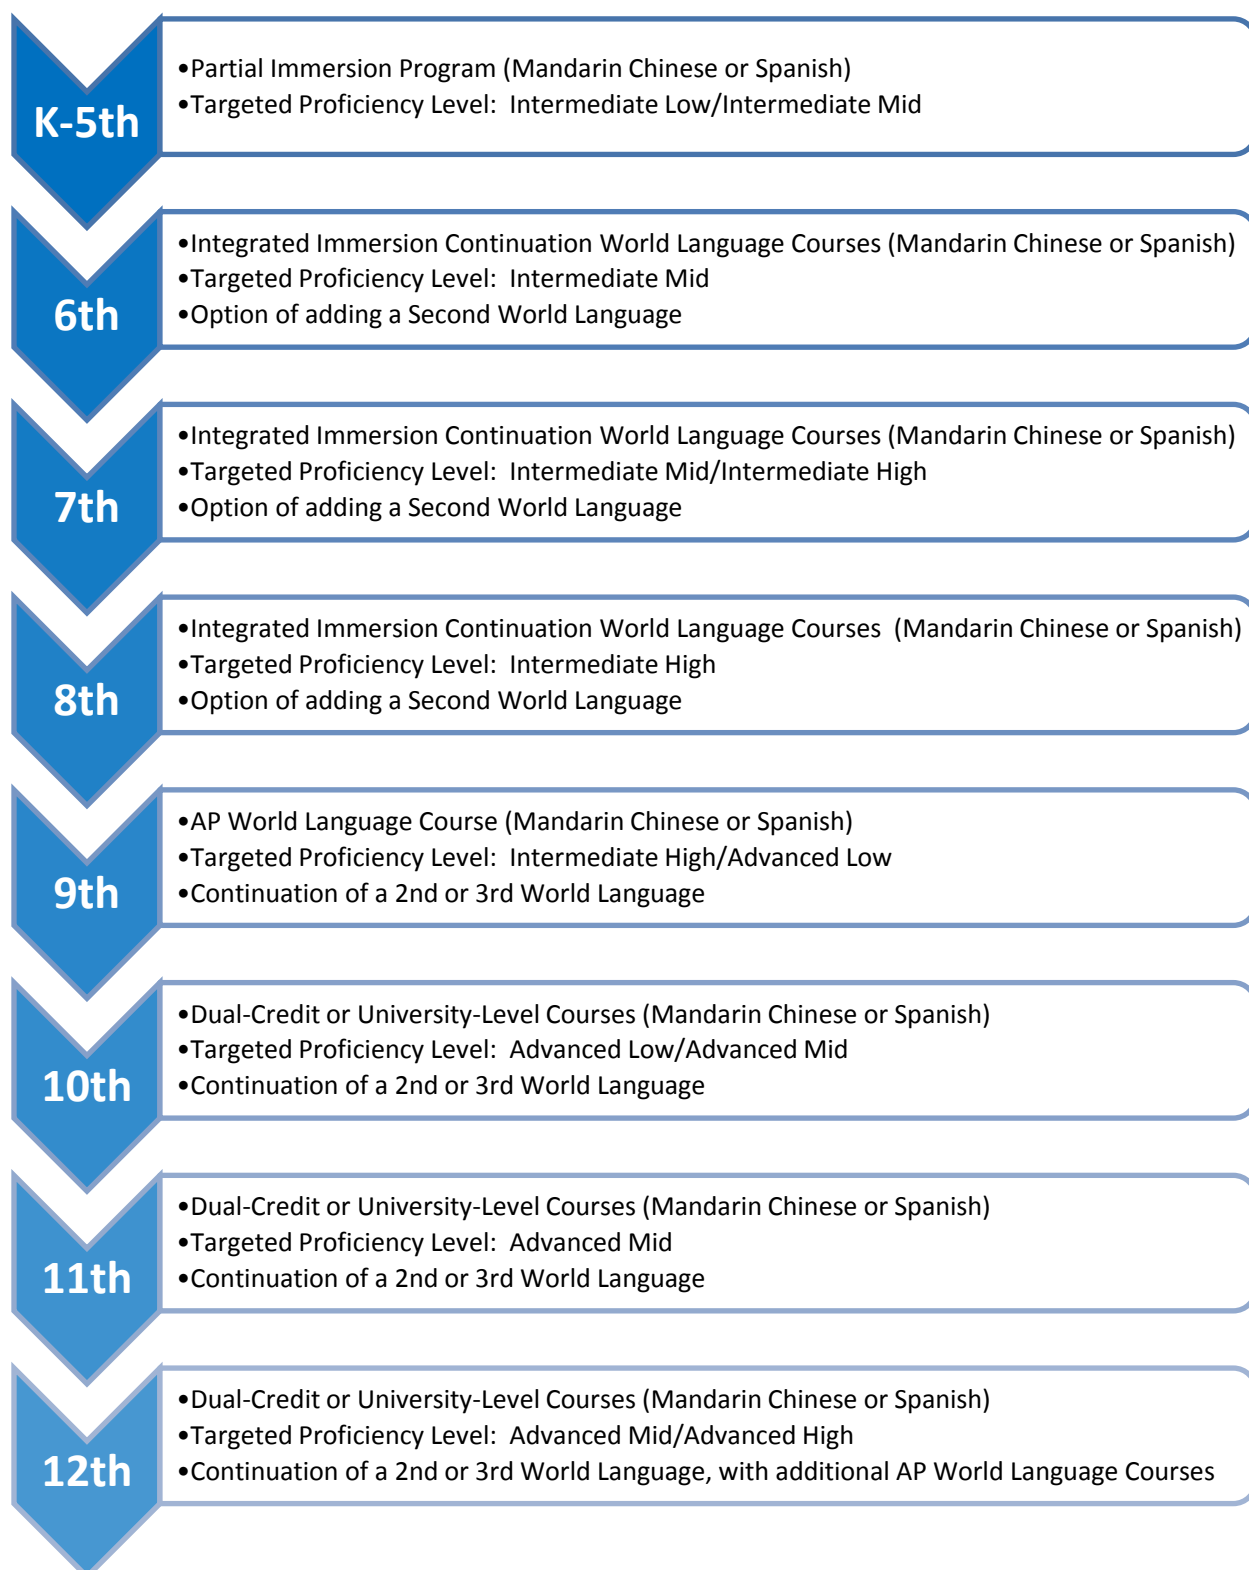 K-5th
•Partial Immersion Program (Mandarin Chinese or Spanish)
•Targeted Proficiency Level:  Intermediate Low/Intermediate Mid
6th
•Integrated Immersion Continuation World Language Courses (Mandarin Chinese or Spanish)
•Targeted Proficiency Level:  Intermediate Mid
•Option of adding a Second World Language
7th
•Integrated Immersion Continuation World Language Courses (Mandarin Chinese or Spanish)
•Targeted Proficiency Level:  Intermediate Mid/Intermediate High
•Option of adding a Second World Language
8th
•Integrated Immersion Continuation World Language Courses  (Mandarin Chinese or Spanish)
•Targeted Proficiency Level:  Intermediate High
•Option of adding a Second World Language
9th
•AP World Language Course (Mandarin Chinese or Spanish)
•Targeted Proficiency Level:  Intermediate High/Advanced Low
•Continuation of a 2nd or 3rd World Language
10th
•Dual-Credit or University-Level Courses (Mandarin Chinese or Spanish)
•Targeted Proficiency Level:  Advanced Low/Advanced Mid
•Continuation of a 2nd or 3rd World Language
11th
•Dual-Credit or University-Level Courses (Mandarin Chinese or Spanish)
•Targeted Proficiency Level:  Advanced Mid
•Continuation of a 2nd or 3rd World Language
12th
•Dual-Credit or University-Level Courses (Mandarin Chinese or Spanish)
•Targeted Proficiency Level:  Advanced Mid/Advanced High
•Continuation of a 2nd or 3rd World Language, with additional AP World Language Courses